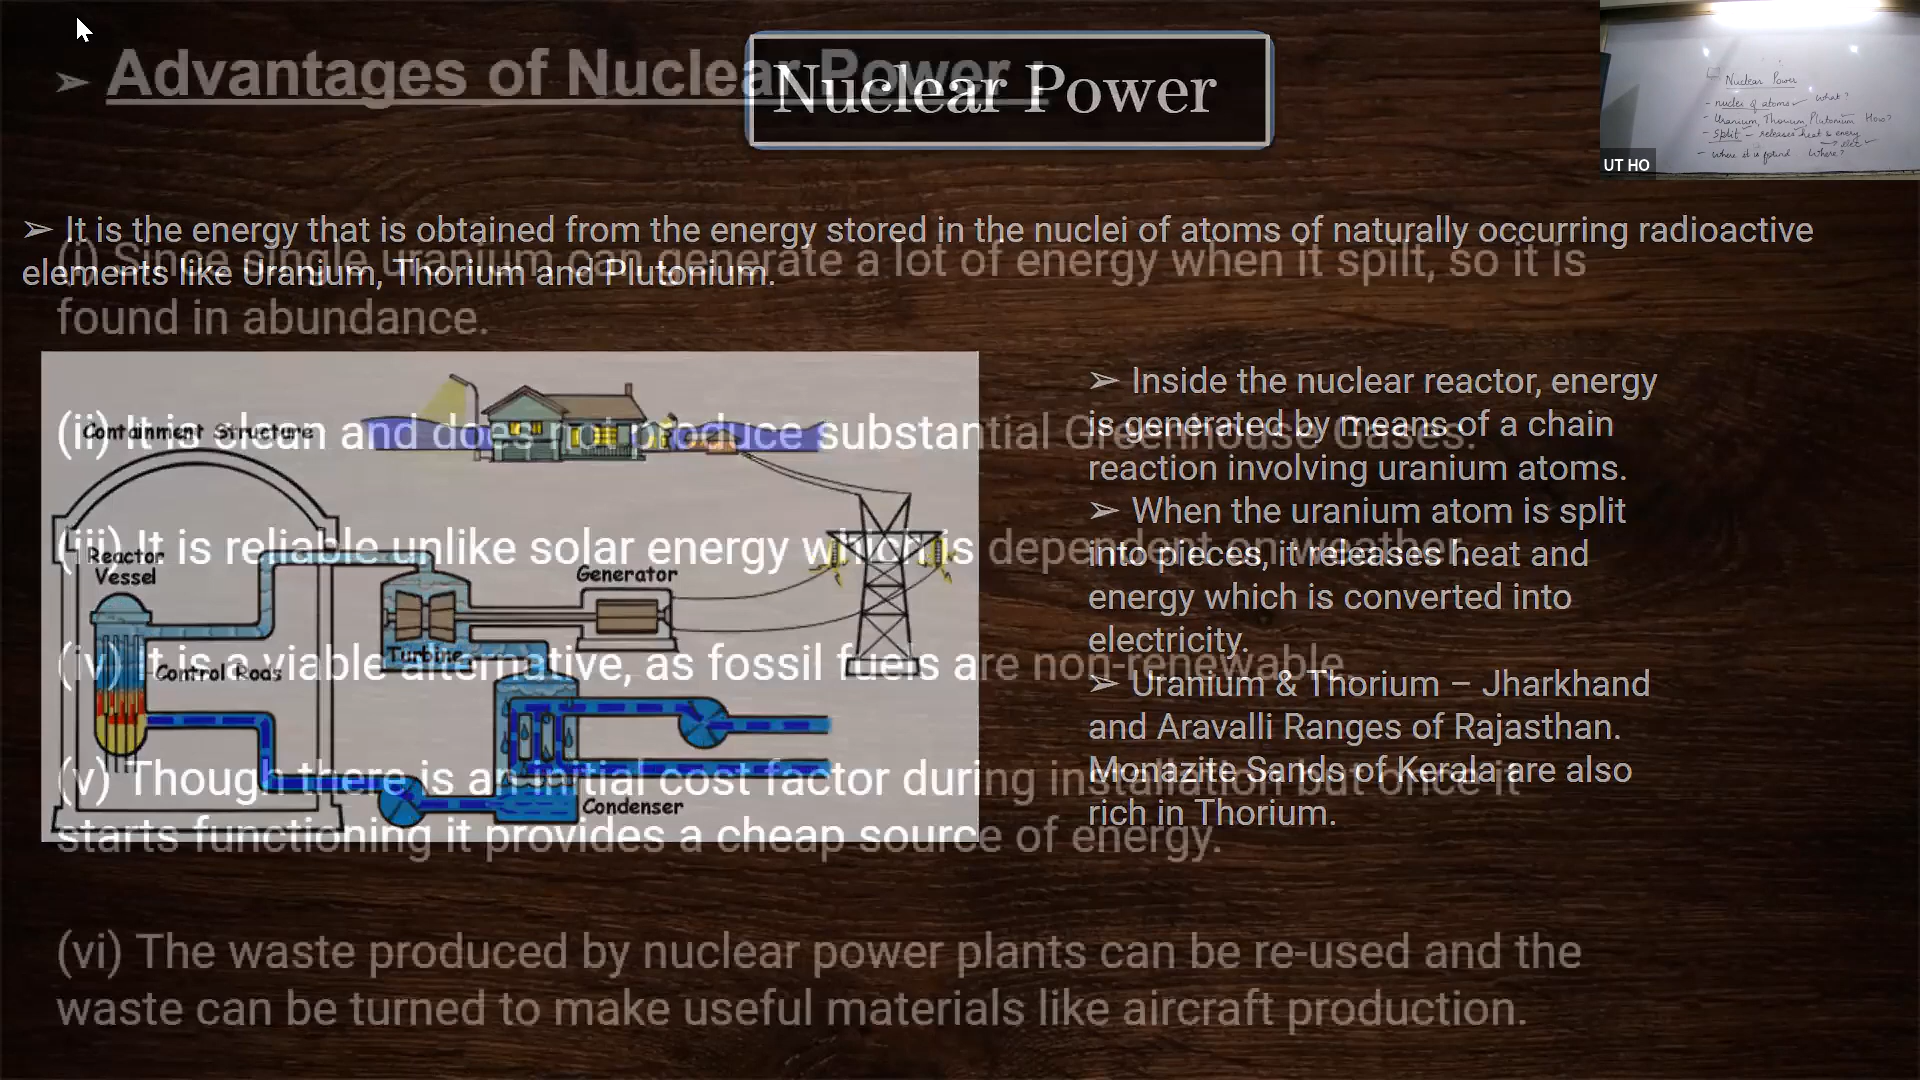 ➢ Advantages of Nuclear Power :
Nuclear Power
➢ It is the energy that is obtained from the energy stored in the nuclei of atoms of naturally occurring radioactive
elements like Uranium, Thorium and Plutonium.
(i) Since single uranium can generate a lot of energy when it spilt, so it is
found in abundance.
(ii) It is clean and does not produce substantial Greenhouse Gases.
(iii) It is reliable unlike solar energy which is dependent on weather.
(iv) It is a viable alternative, as fossil fuels are non-renewable.
(v) Though there is an initial cost factor during installation but once it
starts functioning it provides a cheap source of energy.
(vi) The waste produced by nuclear power plants can be re-used and the
waste can be turned to make useful materials like aircraft production.
Containment Structure
Reactor
Vessel
Control Rods
Turbine
Generator
Condenser
➢ Inside the nuclear reactor, energy
is generated by means of a chain
reaction involving uranium atoms.
➢ When the uranium atom is split
into pieces, it releases heat and
energy which is converted into
electricity.
➢ Uranium & Thorium – Jharkhand
and Aravalli Ranges of Rajasthan.
Monazite Sands of Kerala are also
rich in Thorium.
Nuclear Power
- nuclei of atoms What?
- Uranium, Thorium, Plutonium How?
- Split - releases heat & energy
→ elec
- where it is found Where?
UT HO